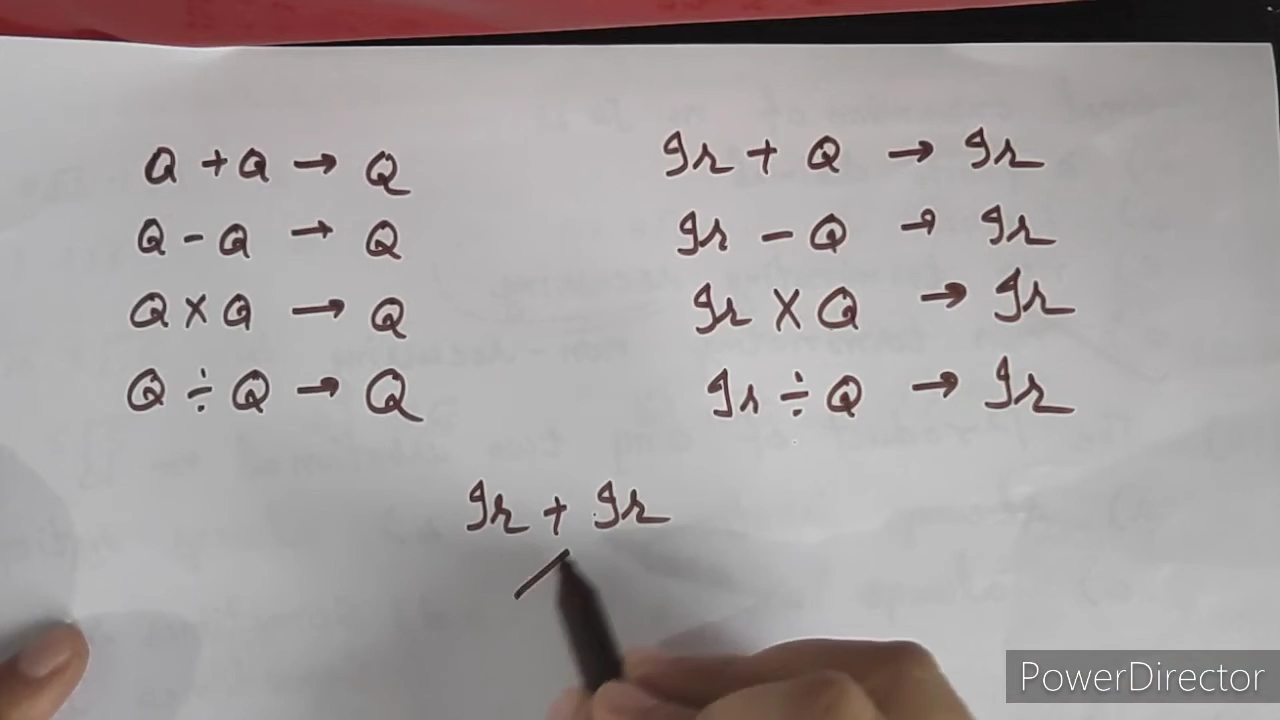 Q + Q → Q
Q - Q → Q
Q × Q → Q
Q ÷ Q → Q
Ir + Q → Ir
Ir - Q → Ir
Ir × Q → Ir
Ir ÷ Q → Ir
Ir + Ir
PowerDirector